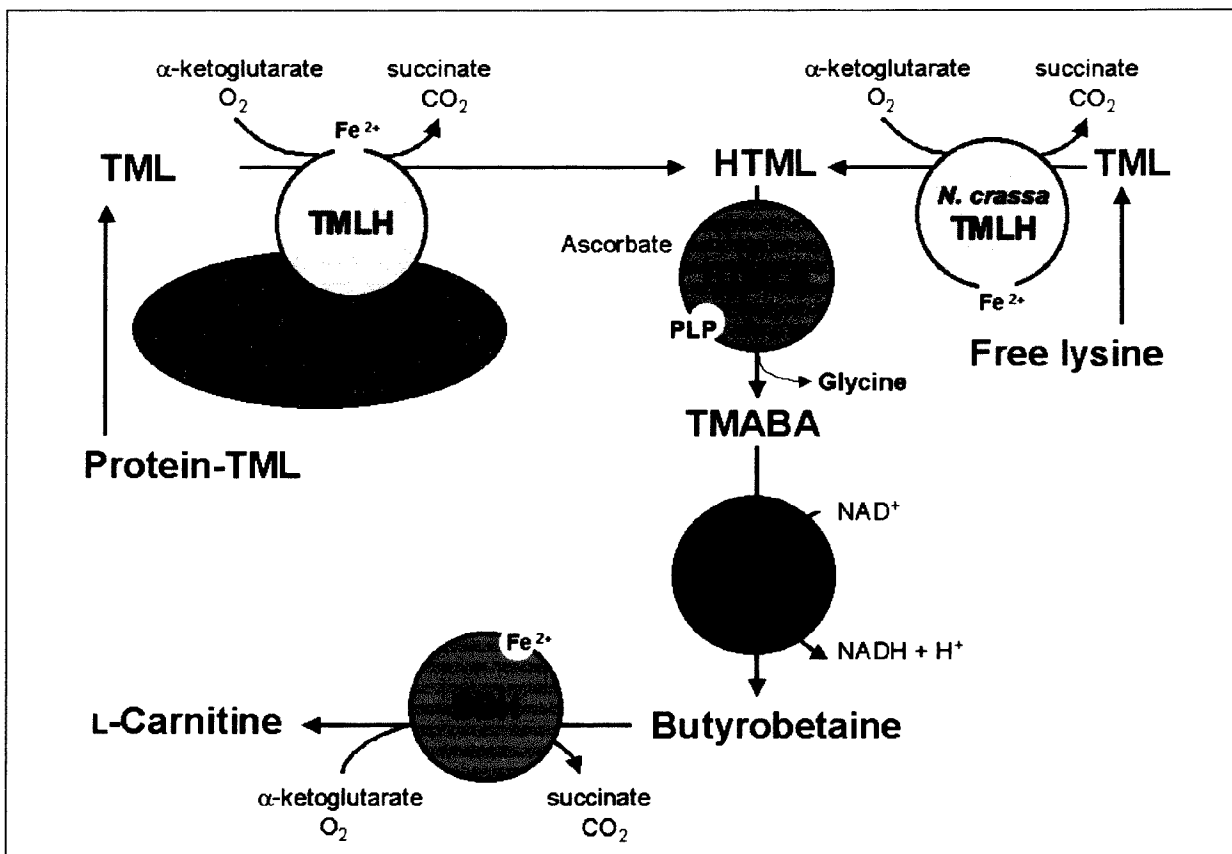 α-ketoglutarate
O₂
succinate
CO₂
Fe²⁺
TML
TMLH
Protein-TML
HTML
Ascorbate
PLP
Glycine
TMABA
α-ketoglutarate
O₂
succinate
CO₂
N. crassa
TMLH
Fe²⁺
TML
Free lysine
NAD⁺
NADH + H⁺
Butyrobetaine
Fe²⁺
L-Carnitine
α-ketoglutarate
O₂
succinate
CO₂